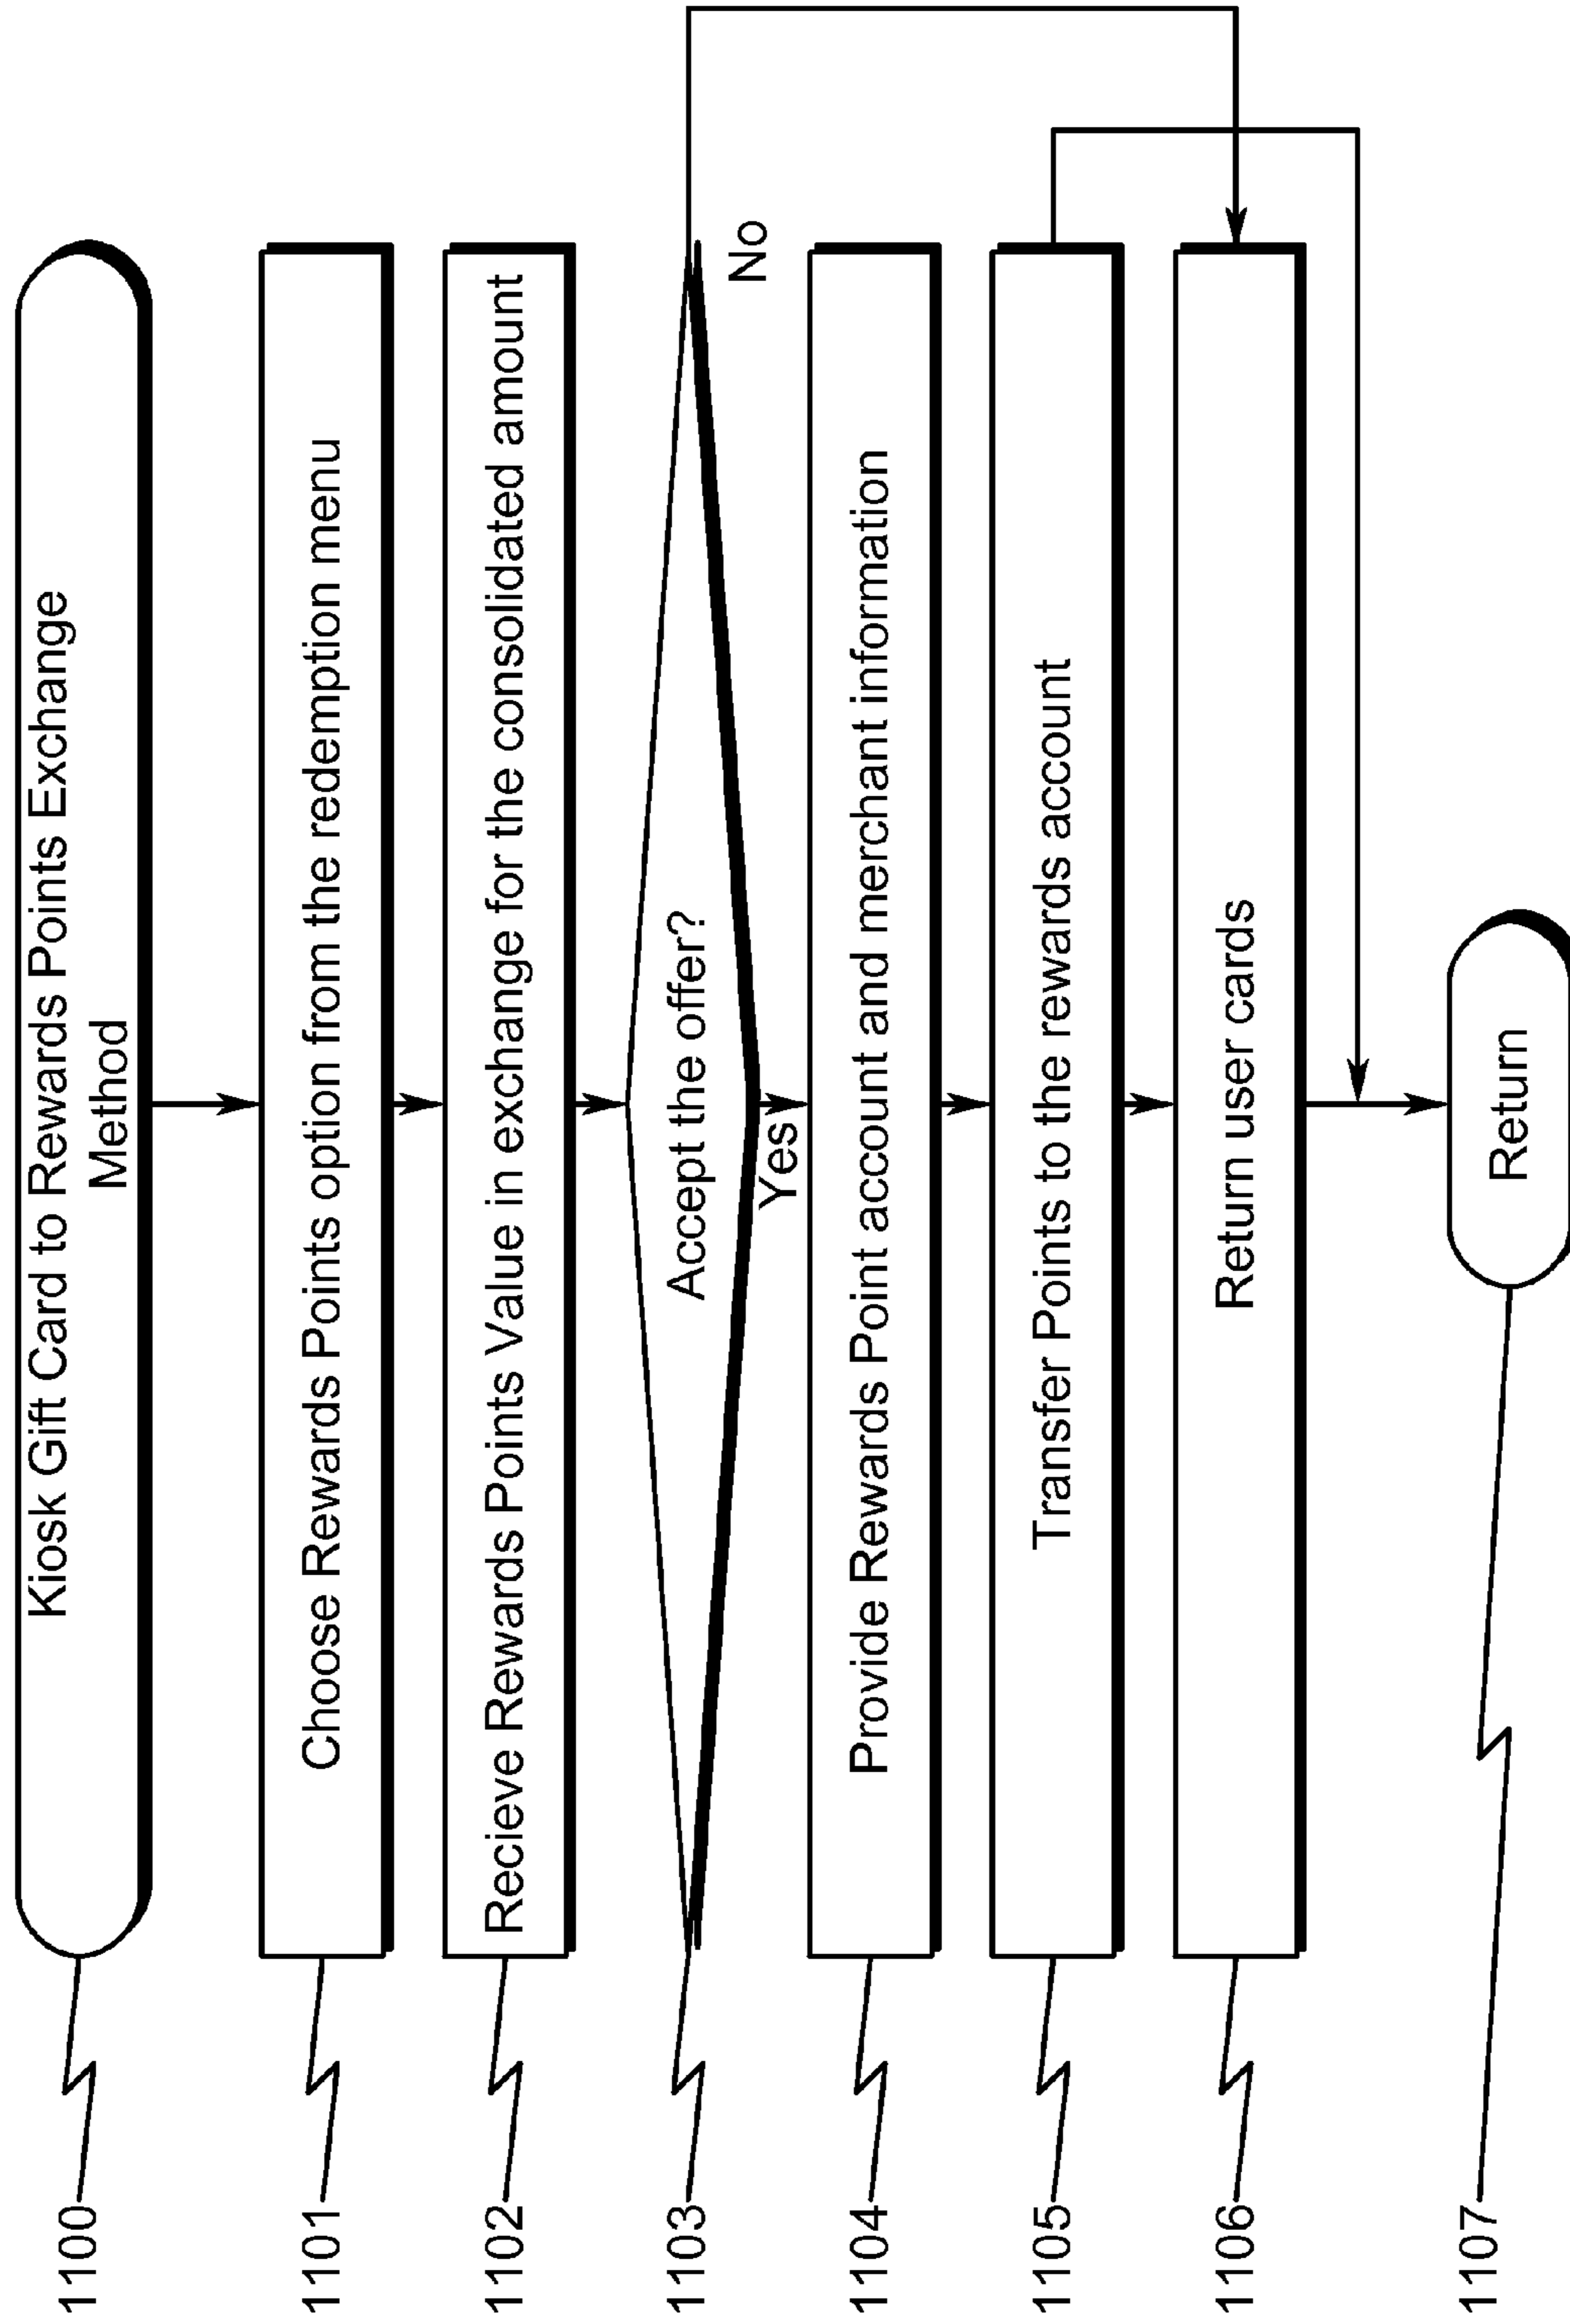 1100
Kiosk Gift Card to Rewards Points Exchange
Method
1101
Choose Rewards Points option from the redemption menu
1102
Recieve Rewards Points Value in exchange for the consolidated amount
1103
Accept the offer?
No
Yes
1104
Provide Rewards Point account and merchant information
1105
Transfer Points to the rewards account
1106
Return user cards
1107
Return